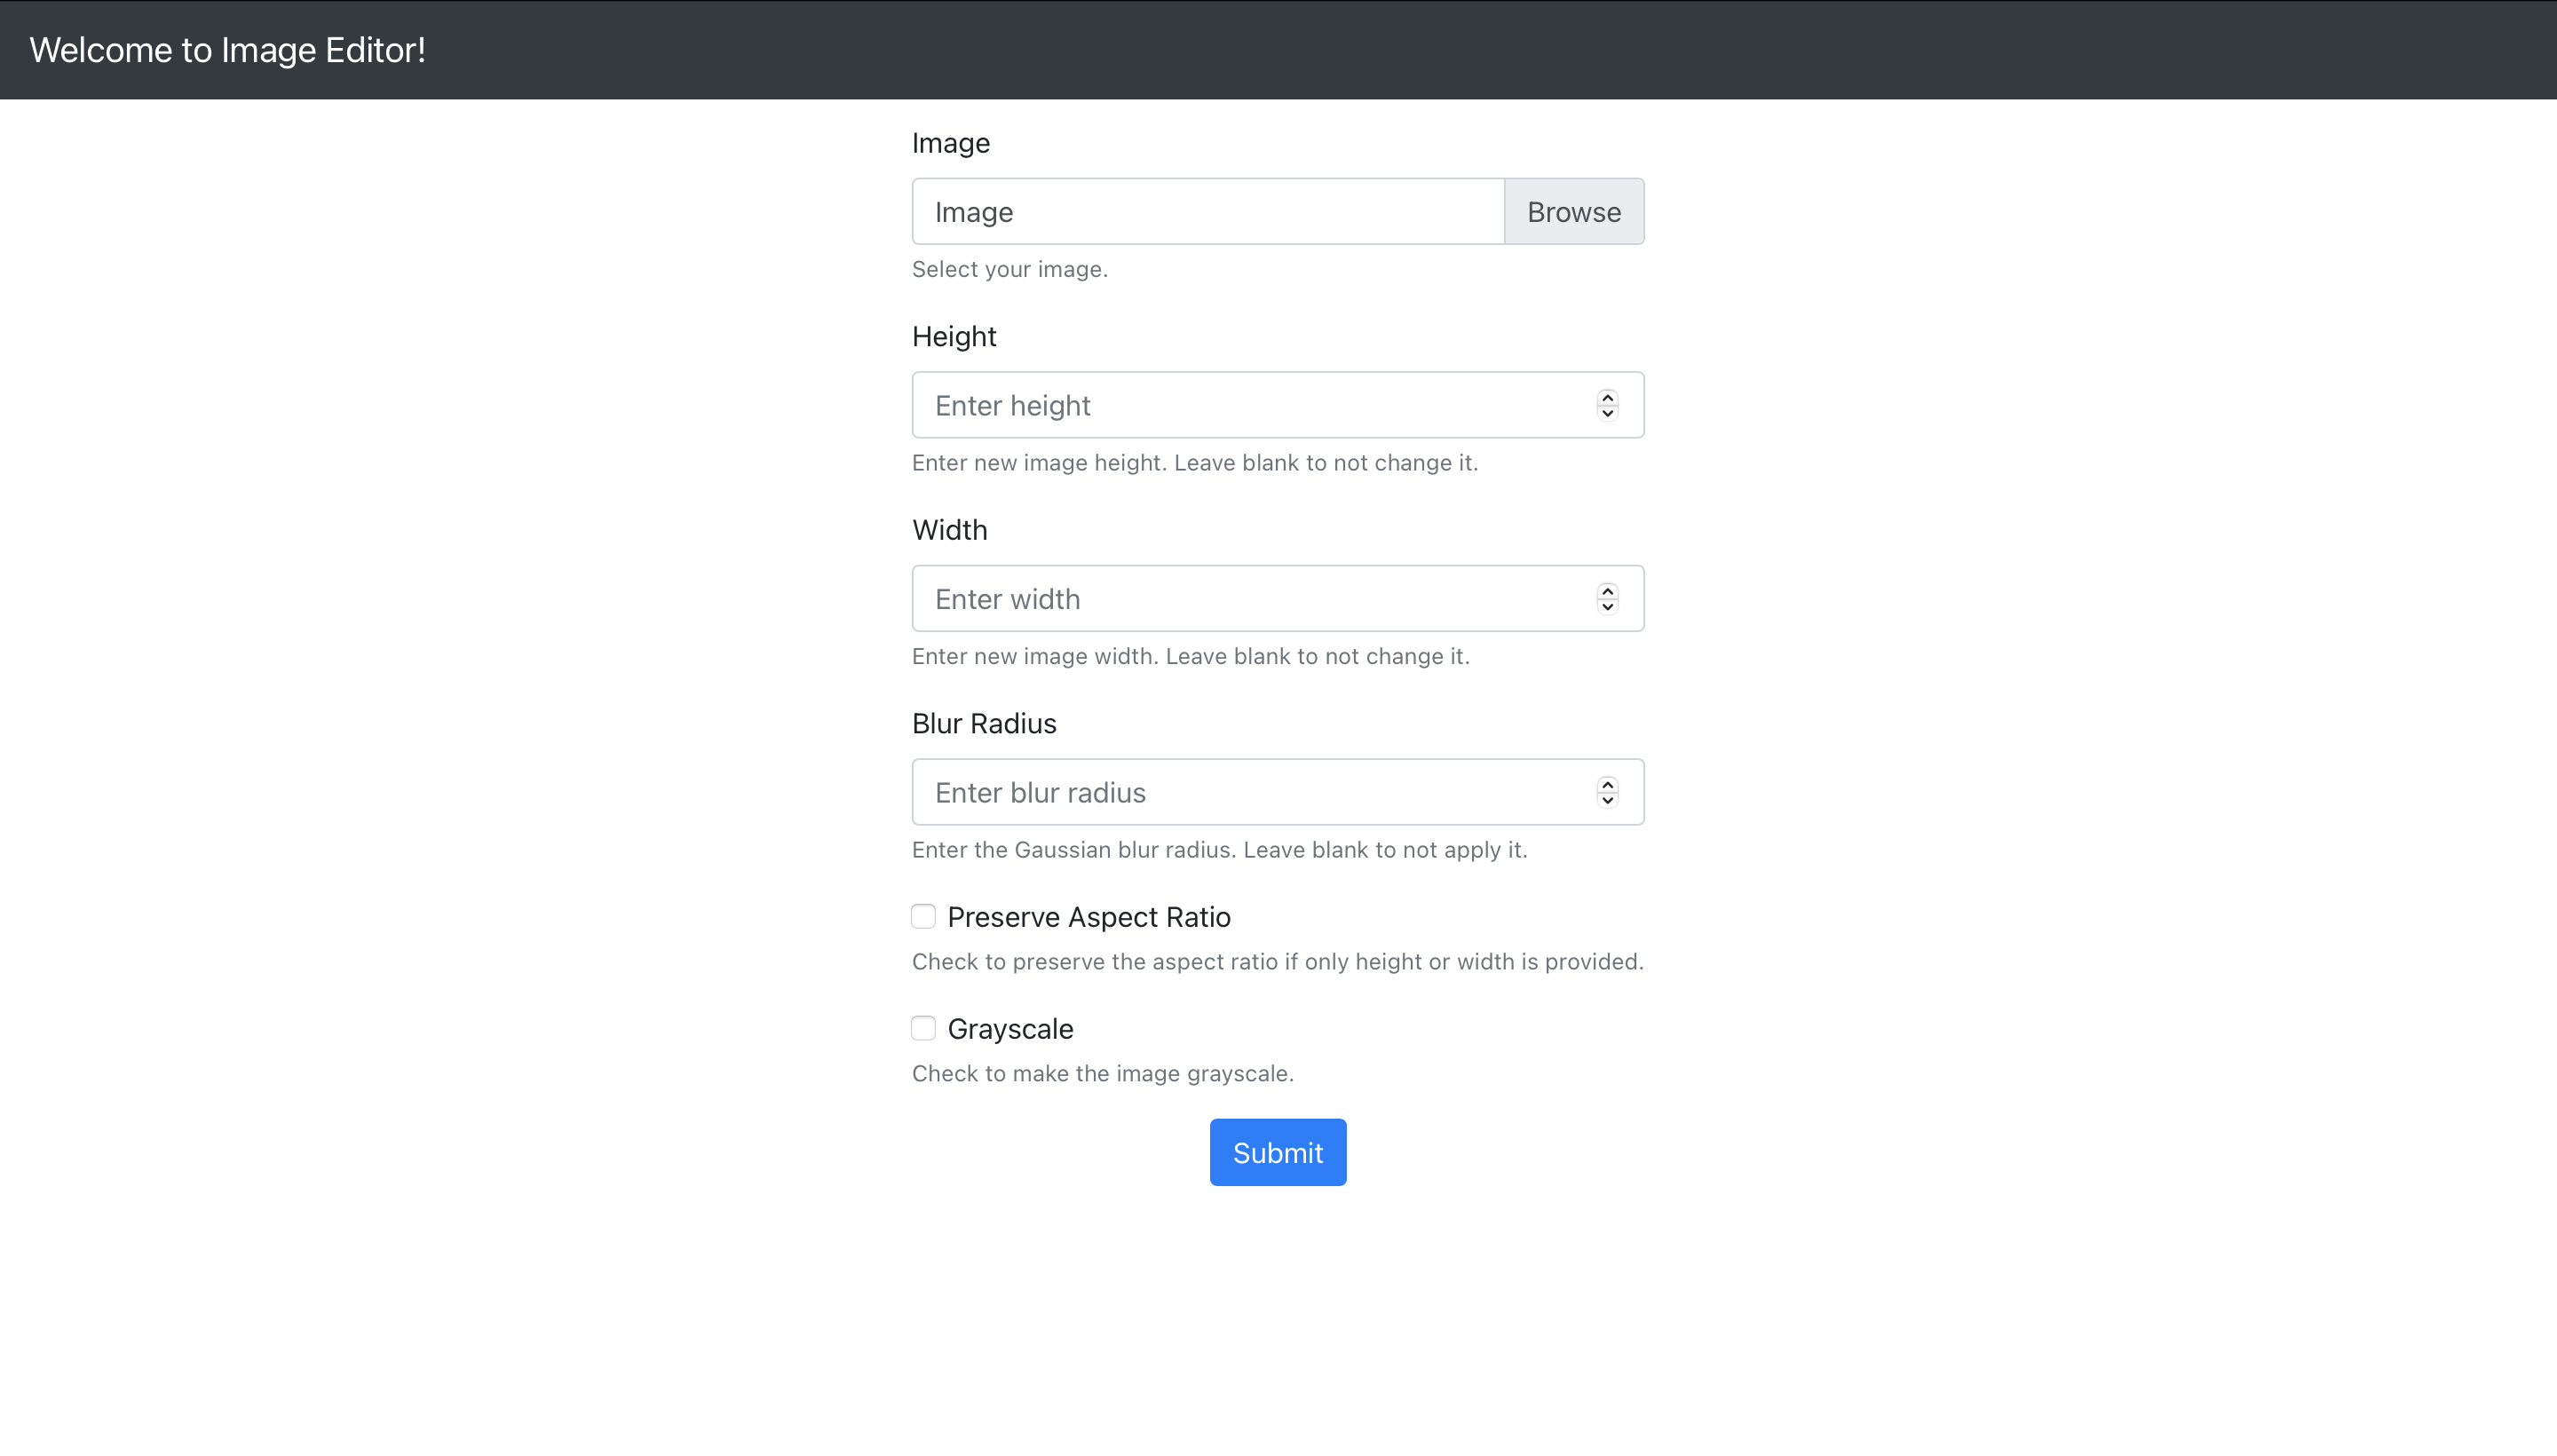 Welcome to Image Editor!
Image
Image
Browse
Select your image.
Height
Enter height
Enter new image height. Leave blank to not change it.
Width
Enter width
Enter new image width. Leave blank to not change it.
Blur Radius
Enter blur radius
Enter the Gaussian blur radius. Leave blank to not apply it.
Preserve Aspect Ratio
Check to preserve the aspect ratio if only height or width is provided.
Grayscale
Check to make the image grayscale.
Submit